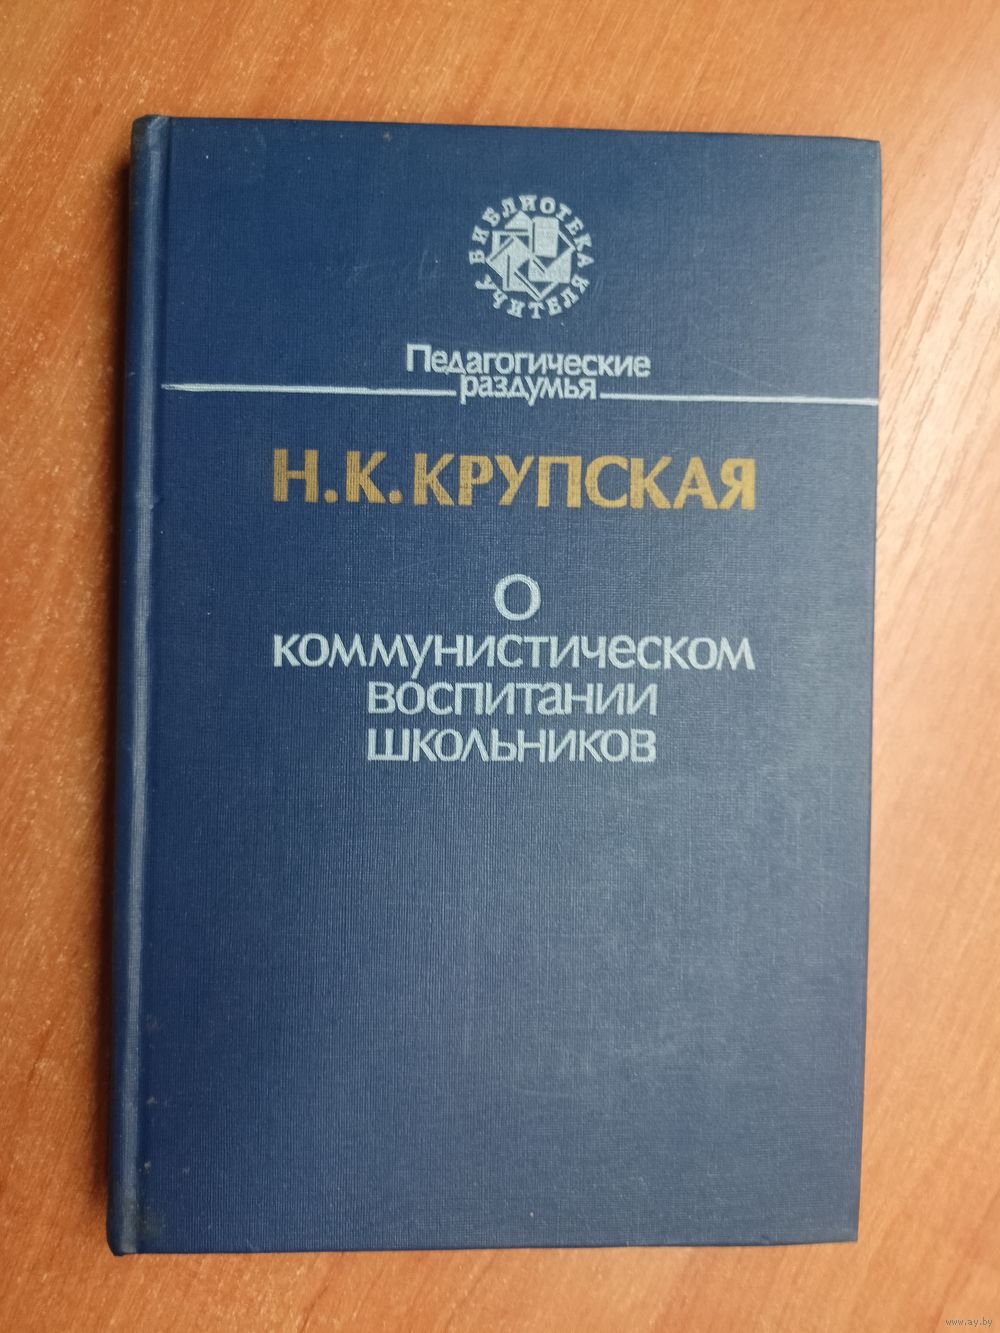 БИБЛИОТЕКА УЧИТЕЛЯ
Педагогические
раздумья
Н.К.КРУПСКАЯ
О
КОММУНИСТИЧЕСКОМ
ВОСПИТАНИИ
ШКОЛЬНИКОВ
www.ay.by